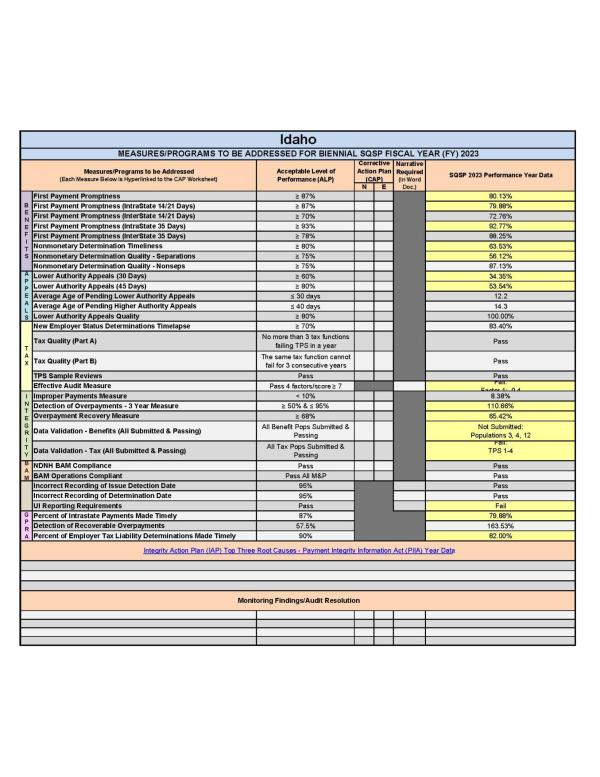 Idaho
MEASURES/PROGRAMS TO BE ADDRESSED FOR BIENNIAL SQSP FISCAL YEAR (FY) 2023
Measures/Programs to be Addressed
(Each Measure Below is Hyperlinked to the CAP Worksheet)
Acceptable Level of Performance (ALP)
Corrective Action Plan (CAP)
N E
Narrative Required (In Word Doc.)
SQSP 2023 Performance Year Data
BENEFITS
First Payment Promptness ≥ 87% 80.13%
First Payment Promptness (IntraState 14/21 Days) ≥ 87% 79.88%
First Payment Promptness (InterState 14/21 Days) ≥ 70% 72.76%
First Payment Promptness (IntraState 35 Days) ≥ 93% 92.77%
First Payment Promptness (InterState 35 Days) ≥ 78% 88.25%
Nonmonetary Determination Timeliness ≥ 80% 63.53%
Nonmonetary Determination Quality - Separations ≥ 75% 56.12%
Nonmonetary Determination Quality - Nonseps ≥ 75% 87.13%
APPEALS
Lower Authority Appeals (30 Days) ≥ 60% 34.35%
Lower Authority Appeals (45 Days) ≥ 80% 53.54%
Average Age of Pending Lower Authority Appeals ≤ 30 days 12.2
Average Age of Pending Higher Authority Appeals ≤ 40 days 14.3
Lower Authority Appeals Quality ≥ 80% 100.00%
TAX
New Employer Status Determinations Timelapse ≥ 70% 83.40%
Tax Quality (Part A) No more than 3 tax functions failing TPS in a year Pass
Tax Quality (Part B) The same tax function cannot fail for 3 consecutive years Pass
TPS Sample Reviews Pass Pass
Effective Audit Measure Pass 4 factors/score ≥ 7
INTEGRITY
Improper Payments Measure < 10% 8.38%
Detection of Overpayments - 3 Year Measure ≥ 50% & ≤ 95% 110.66%
Overpayment Recovery Measure ≥ 68% 65.42%
Data Validation - Benefits (All Submitted & Passing) All Benefit Pops Submitted & Passing Not Submitted: Populations 3, 4, 12
Data Validation - Tax (All Submitted & Passing) All Tax Pops Submitted & Passing Fail: TPS 1-4
BAM
NDNH BAM Compliance Pass Pass
BAM Operations Compliant Pass All M&P Pass
Incorrect Recording of Issue Detection Date 95% Pass
Incorrect Recording of Determination Date 95% Pass
UI Reporting Requirements Pass Fail
GPRA
Percent of Intrastate Payments Made Timely 87% 79.88%
Detection of Recoverable Overpayments 57.5% 163.53%
Percent of Employer Tax Liability Determinations Made Timely 90% 82.00%
Integrity Action Plan (IAP) Top Three Root Causes - Payment Integrity Information Act (PIIA) Year Data
Monitoring Findings/Audit Resolution